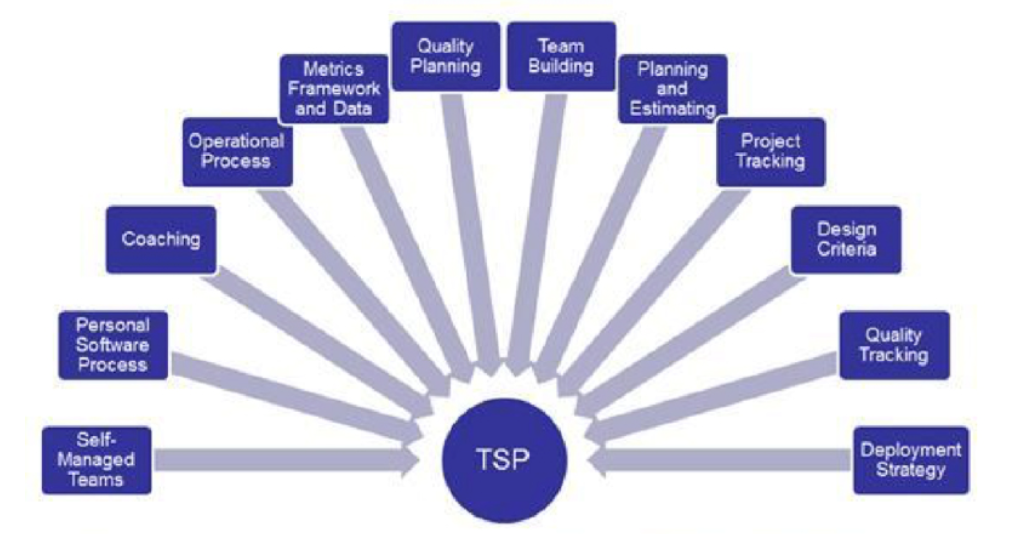 Quality
Planning
Team
Building
Metrics
Framework
and Data
Planning
and
Estimating
Operational
Process
Project
Tracking
Coaching
Design
Criteria
Personal
Software
Process
Quality
Tracking
Self-
Managed
Teams
TSP
Deployment
Strategy